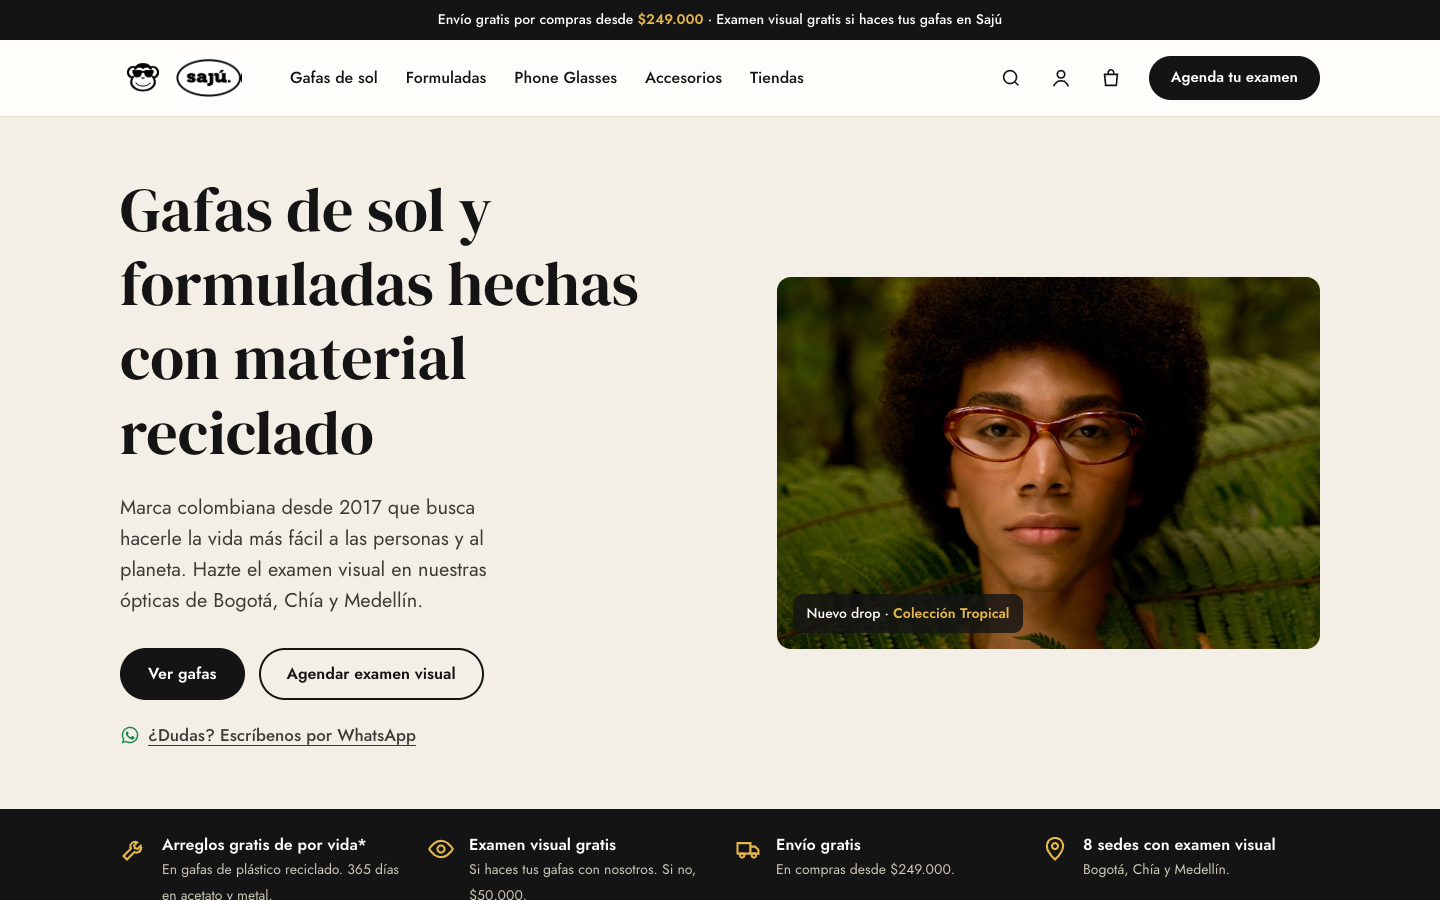 Envío gratis por compras desde $249.000 · Examen visual gratis si haces tus gafas en Sajú
sajú.
Gafas de sol
Formuladas
Phone Glasses
Accesorios
Tiendas
Agenda tu examen
Gafas de sol y
formuladas hechas
con material
reciclado
Marca colombiana desde 2017 que busca
hacerle la vida más fácil a las personas y al
planeta. Hazte el examen visual en nuestras
ópticas de Bogotá, Chía y Medellín.
Ver gafas
Agendar examen visual
¿Dudas? Escríbenos por WhatsApp
Nuevo drop · Colección Tropical
Arreglos gratis de por vida*
En gafas de plástico reciclado. 365 días
en acetato y metal.
Examen visual gratis
Si haces tus gafas con nosotros. Si no,
$50.000.
Envío gratis
En compras desde $249.000.
8 sedes con examen visual
Bogotá, Chía y Medellín.